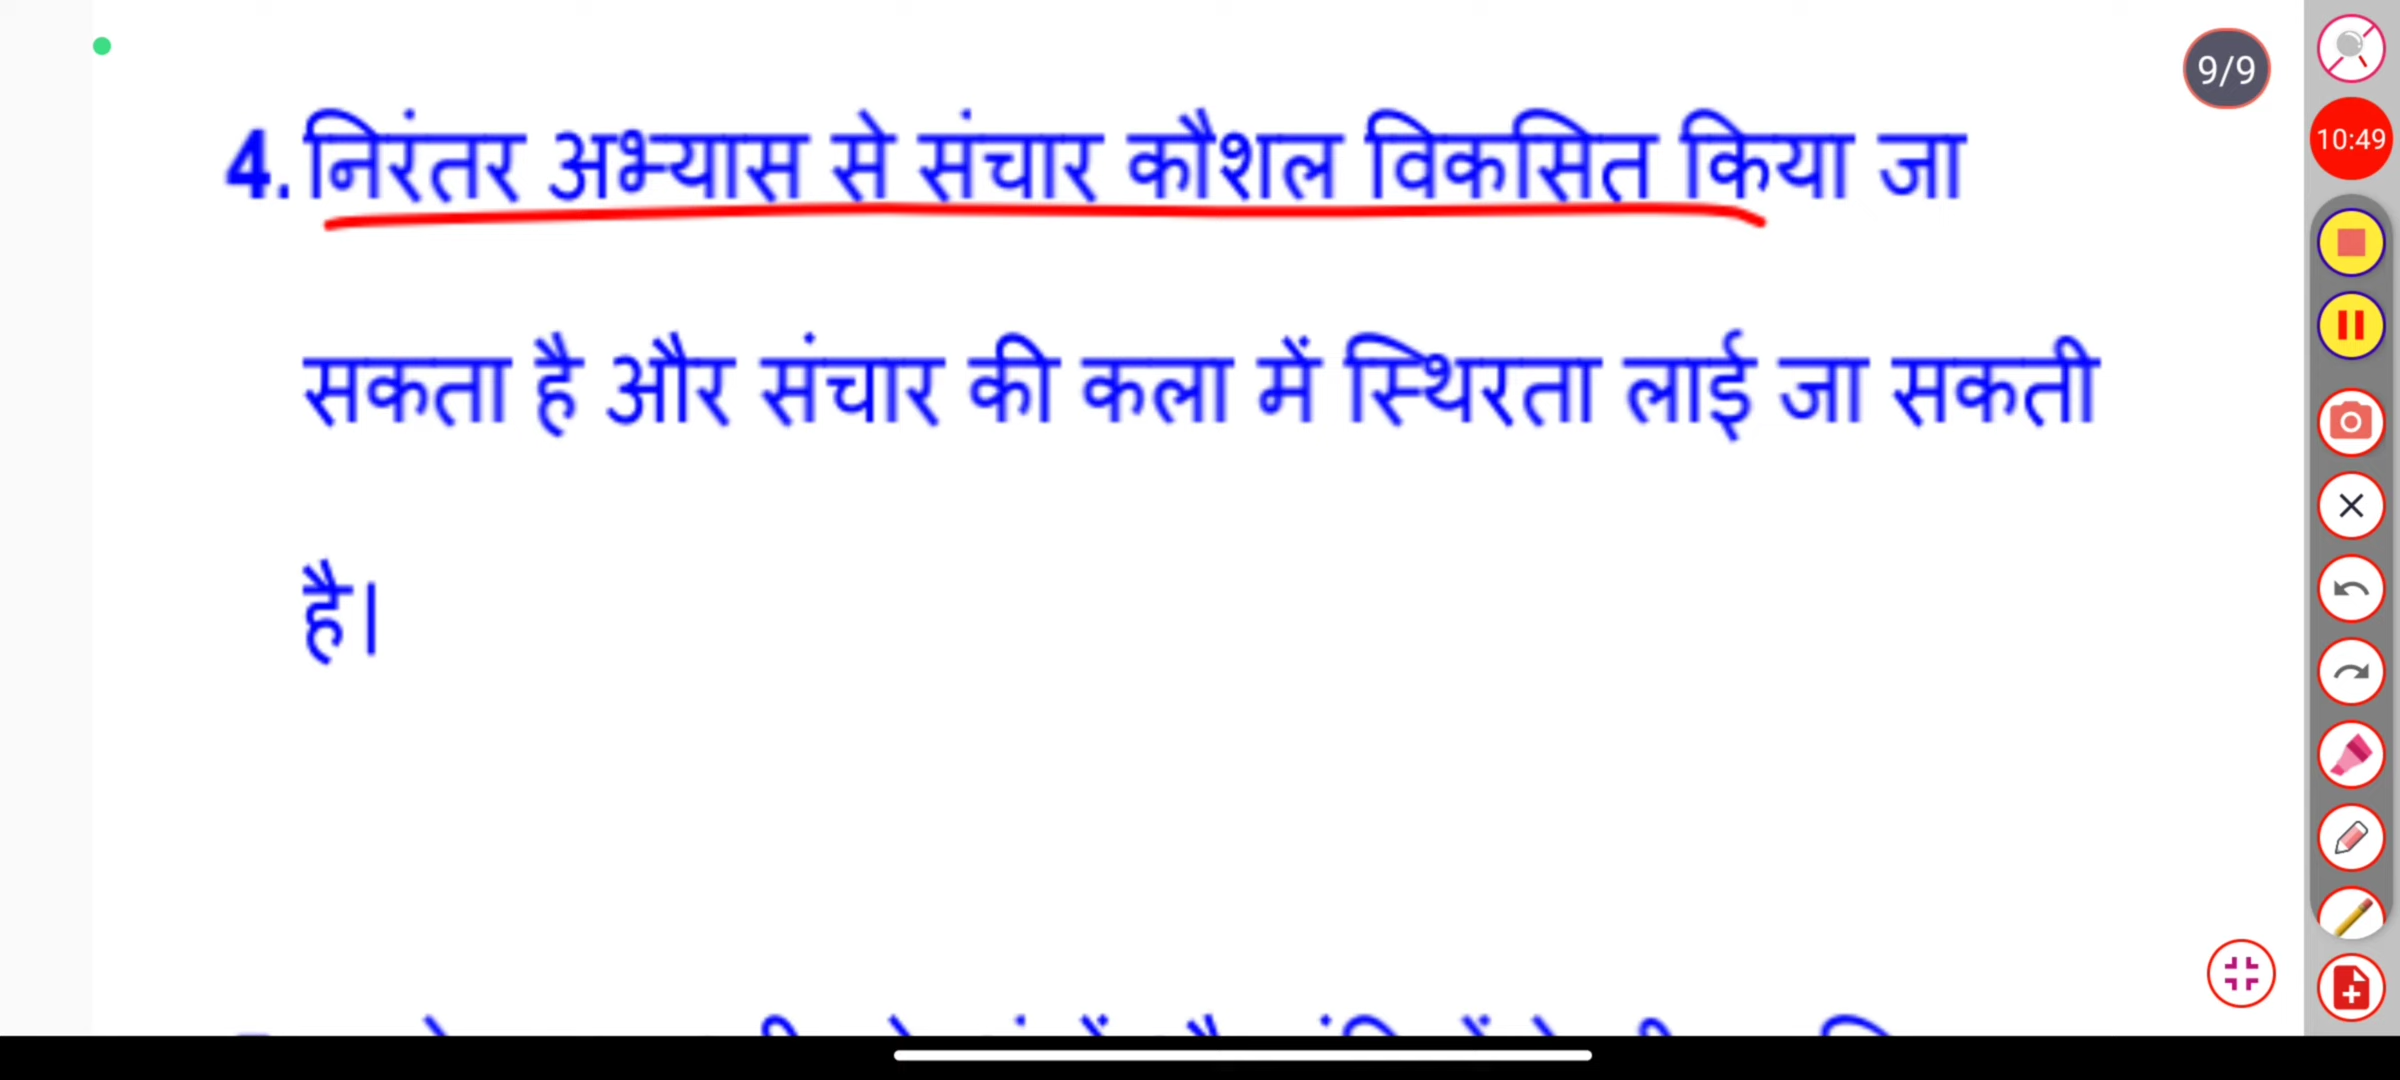 9/9
10:49
4. निरंतर अभ्यास से संचार कौशल विकसित किया जा
सकता है और संचार की कला में स्थिरता लाई जा सकती
है।